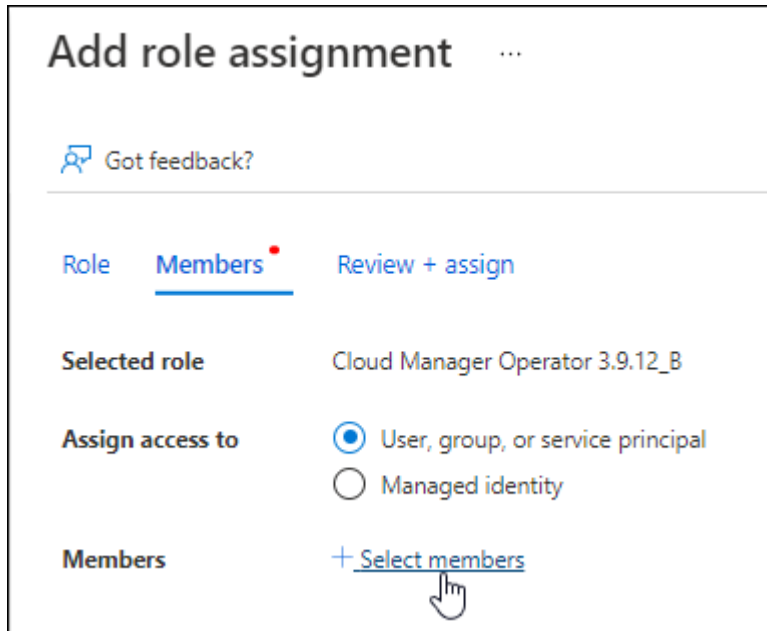 Add role assignment ...
Got feedback?
Role Members Review + assign
Selected role Cloud Manager Operator 3.9.12_B
Assign access to User, group, or service principal
Managed identity
Members + Select members